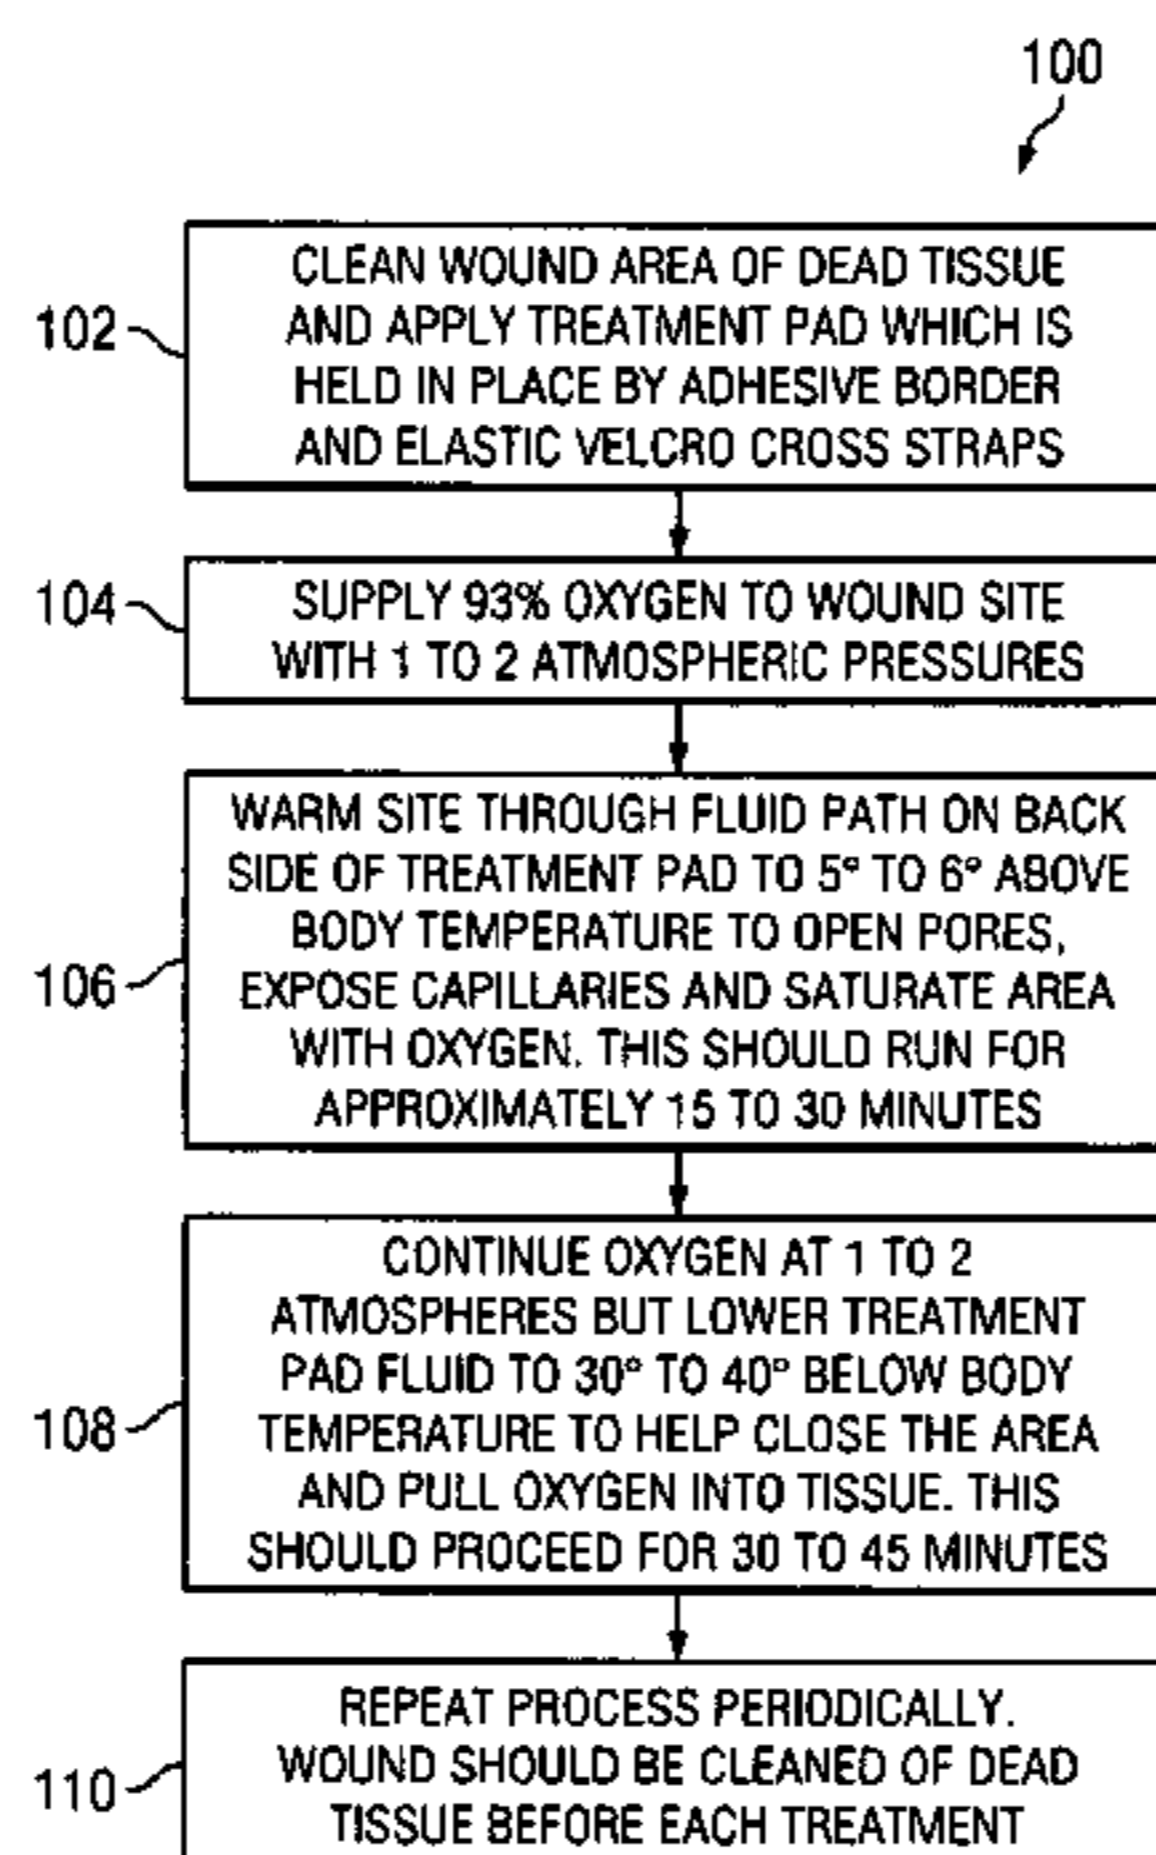 100
102
CLEAN WOUND AREA OF DEAD TISSUE
AND APPLY TREATMENT PAD WHICH IS
HELD IN PLACE BY ADHESIVE BORDER
AND ELASTIC VELCRO CROSS STRAPS
104
SUPPLY 93% OXYGEN TO WOUND SITE
WITH 1 TO 2 ATMOSPHERIC PRESSURES
106
WARM SITE THROUGH FLUID PATH ON BACK
SIDE OF TREATMENT PAD TO 5° TO 6° ABOVE
BODY TEMPERATURE TO OPEN PORES,
EXPOSE CAPILLARIES AND SATURATE AREA
WITH OXYGEN. THIS SHOULD RUN FOR
APPROXIMATELY 15 TO 30 MINUTES
108
CONTINUE OXYGEN AT 1 TO 2
ATMOSPHERES BUT LOWER TREATMENT
PAD FLUID TO 30° TO 40° BELOW BODY
TEMPERATURE TO HELP CLOSE THE AREA
AND PULL OXYGEN INTO TISSUE. THIS
SHOULD PROCEED FOR 30 TO 45 MINUTES
110
REPEAT PROCESS PERIODICALLY.
WOUND SHOULD BE CLEANED OF DEAD
TISSUE BEFORE EACH TREATMENT